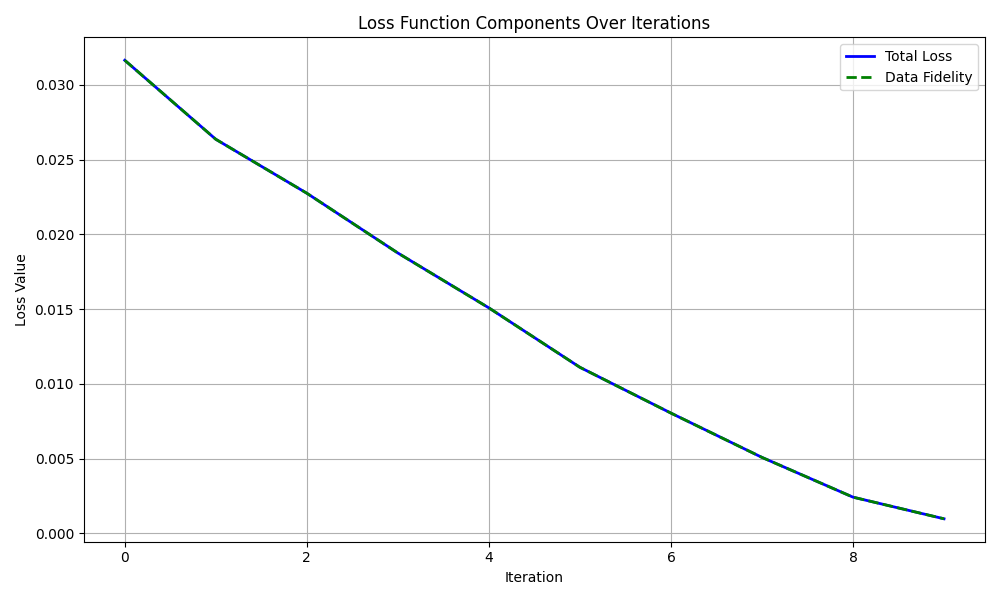 Loss Function Components Over Iterations
Total Loss
Data Fidelity
Loss Value
0.030
0.025
0.020
0.015
0.010
0.005
0.000
0 2 4 6 8
Iteration